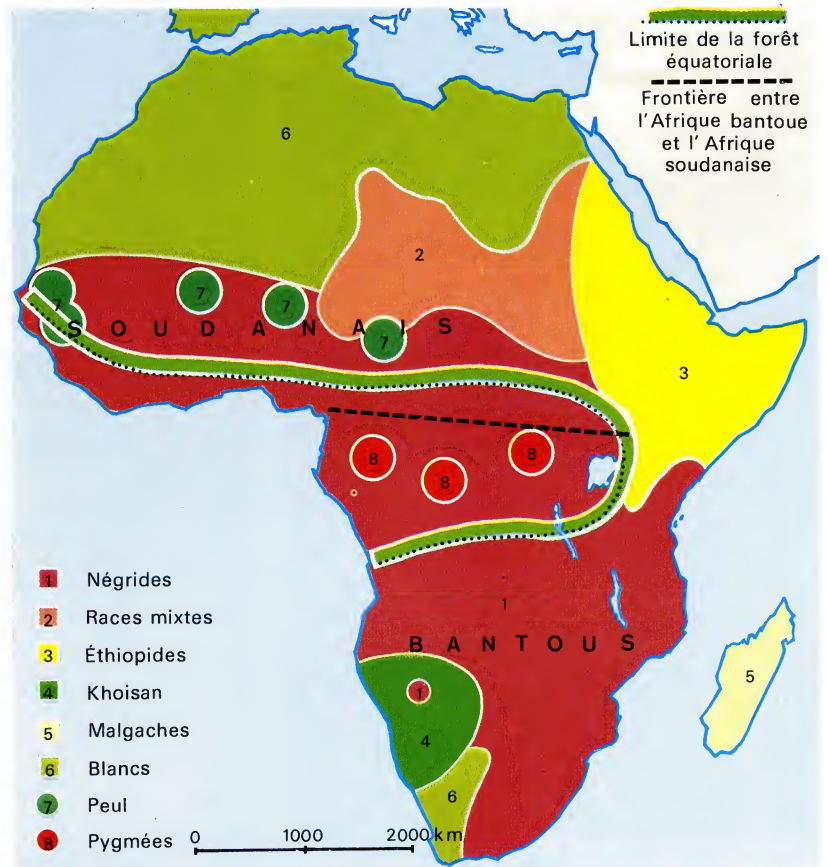 Limite de la forêt
équatoriale
Frontière entre
l'Afrique bantoue
et l'Afrique
soudanaise
6
2
7
7
7
SOUDANAIS
7
3
8
8
8
1
BANTOUS
1
4
5
6
1 Négrides
2 Races mixtes
3 Éthiopides
4 Khoisan
5 Malgaches
6 Blancs
7 Peul
8 Pygmées
0 1000 2000 km